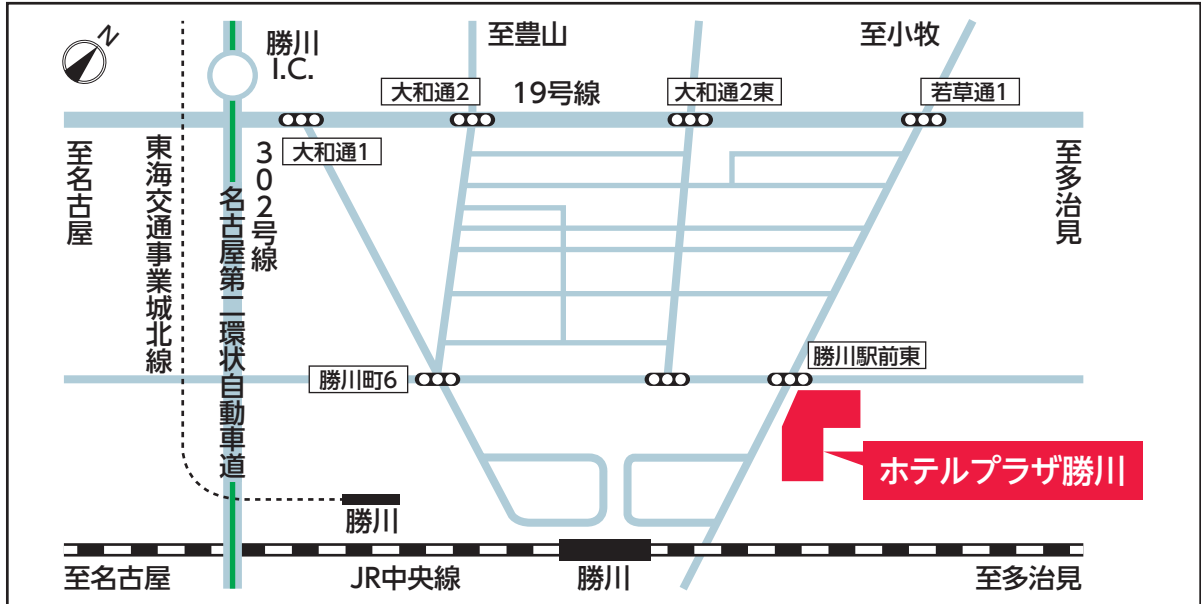 N
勝川
I.C.
至豊山
至小牧
大和通2
19号線
大和通2東
若草通1
大和通1
至名古屋
東海交通事業城北線
302号線
名古屋第二環状自動車道
至多治見
勝川町6
勝川駅前東
ホテルプラザ勝川
勝川
至名古屋
JR中央線
勝川
至多治見